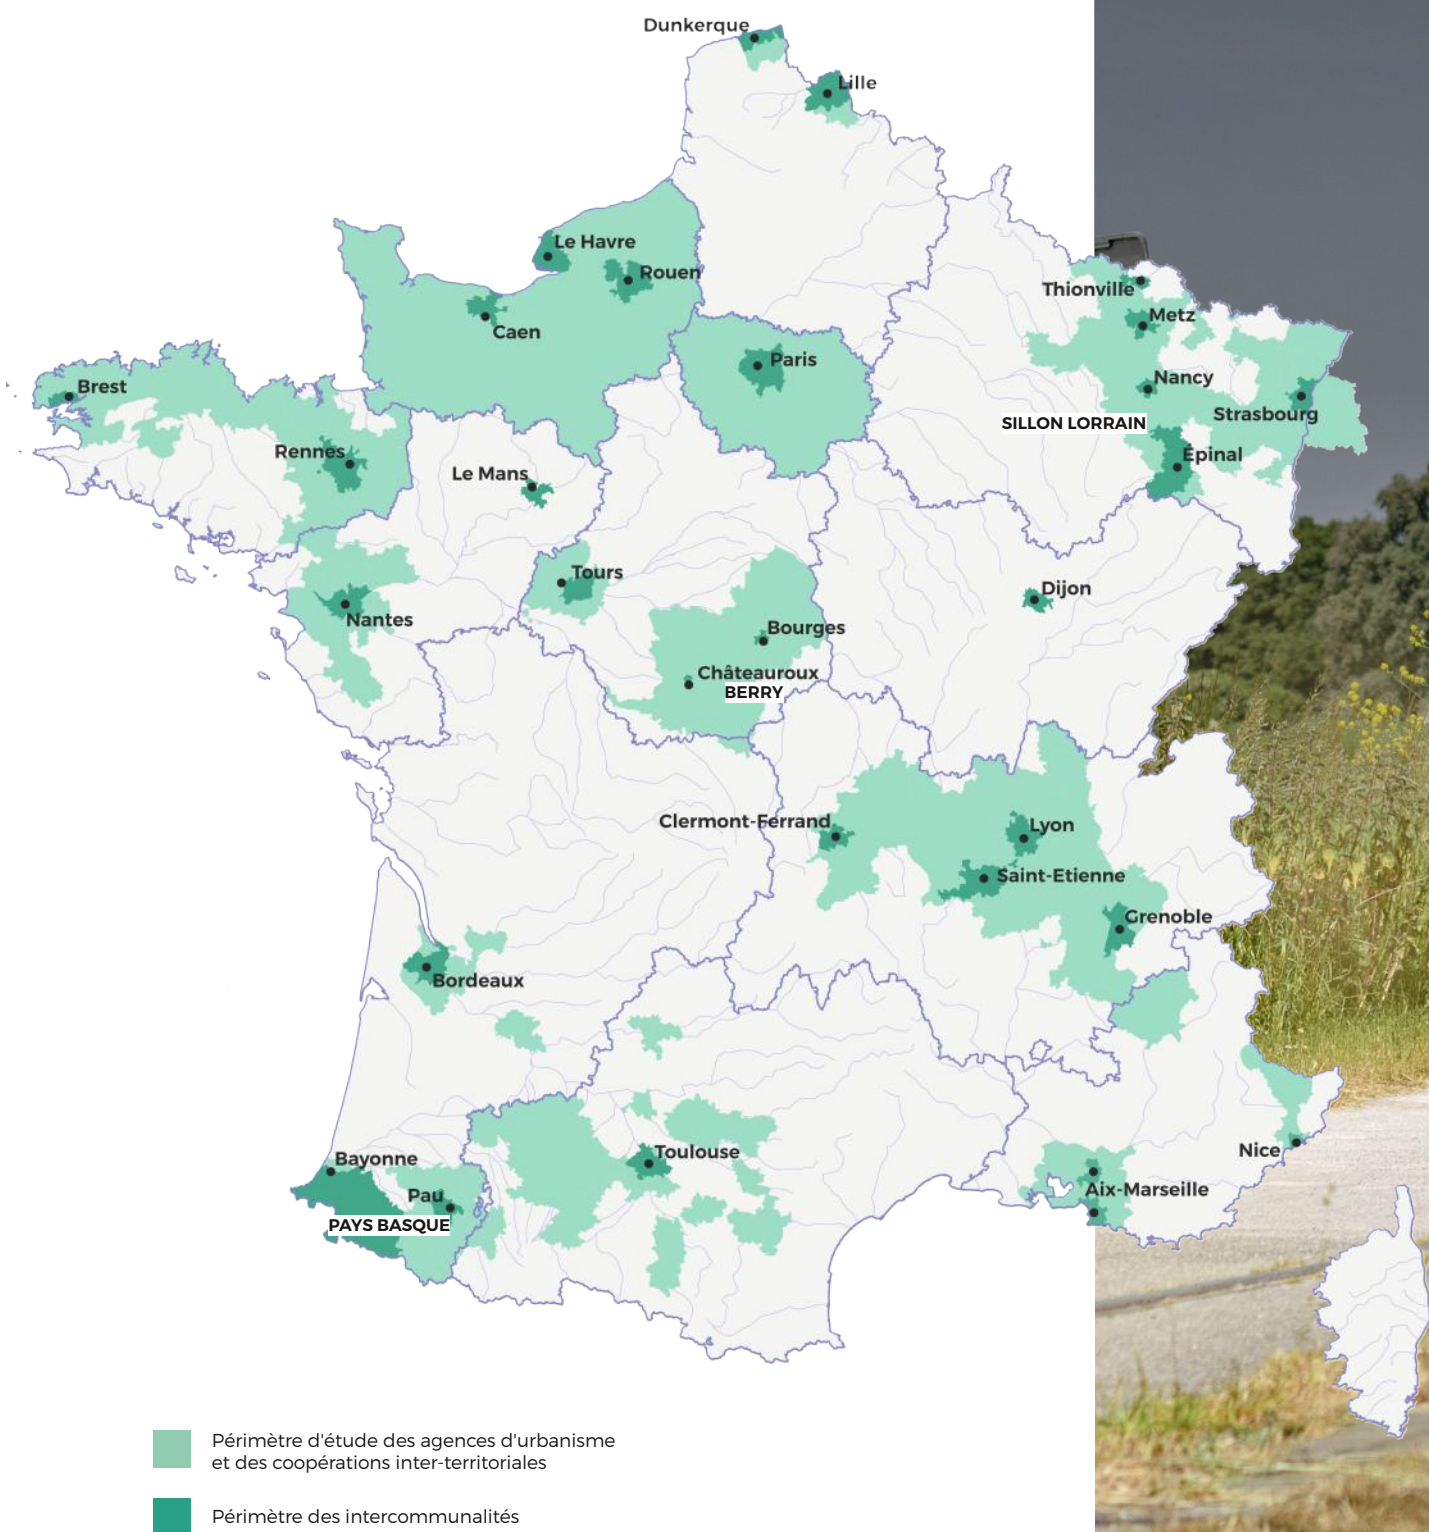 Dunkerque
Lille
Le Havre
Rouen
Caen
Thionville
Metz
Paris
Nancy
Brest
Strasbourg
SILLON LORRAIN
Rennes
Épinal
Le Mans
Tours
Dijon
Nantes
Bourges
Châteauroux
BERRY
Clermont-Ferrand
Lyon
Saint-Etienne
Grenoble
Bordeaux
Nice
Toulouse
Bayonne
Aix-Marseille
Pau
PAYS BASQUE
Périmètre d'étude des agences d'urbanisme
et des coopérations inter-territoriales
Périmètre des intercommunalités